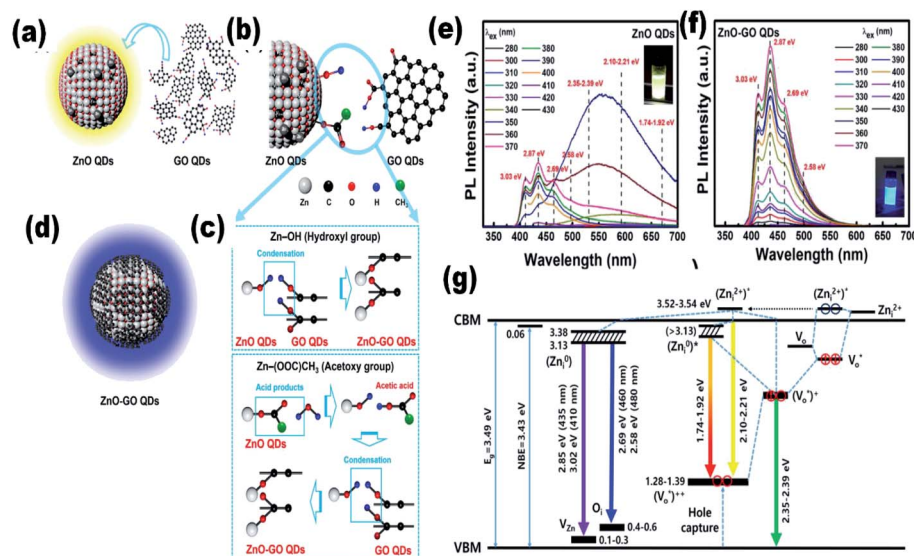 (a)
ZnO QDs
GO QDs
(b)
ZnO QDs
GO QDs
Zn
C
O
H
CH3
(c)
Zn–OH (Hydroxyl group)
Condensation
ZnO QDs
GO QDs
ZnO-GO QDs
Zn–(OOC)CH3 (Acetoxy group)
Acid products
Acetic acid
ZnO QDs
Condensation
ZnO-GO QDs
GO QDs
(d)
ZnO-GO QDs
(e)
PL Intensity (a.u.)
λex (nm)
280
300
310
320
330
340
350
360
370
380
390
400
410
420
430
ZnO QDs
2.10-2.21 eV
2.35-2.39 eV
1.74-1.92 eV
2.87 eV
2.58 eV
3.03 eV
2.69 eV
350 400 450 500 550 600 650 700
Wavelength (nm)
(f)
PL Intensity (a.u.)
ZnO-GO QDs
λex (nm)
280
300
310
320
330
340
350
360
370
380
390
400
410
420
430
2.87 eV
3.03 eV
2.69 eV
2.58 eV
350 400 450 500 550 600 650 700
Wavelength (nm)
(g)
3.52-3.54 eV
(Zni2+)*
(Zni2+)*
Zni2+
CBM
0.06
3.38
3.13
(Zni0)
(>3.13)
(Zni0)*
Vo
Vo*
(Vo*)+
Eg=3.49 eV
NBE=3.43 eV
2.85 eV (435 nm)
3.02 eV (410 nm)
2.69 eV (460 nm)
2.58 eV (480 nm)
1.74-1.92 eV
2.10-2.21 eV
2.35-2.39 eV
1.28-1.39
(Vo*)++
Hole
capture
VZn
Oi
0.4-0.6
0.1-0.3
VBM